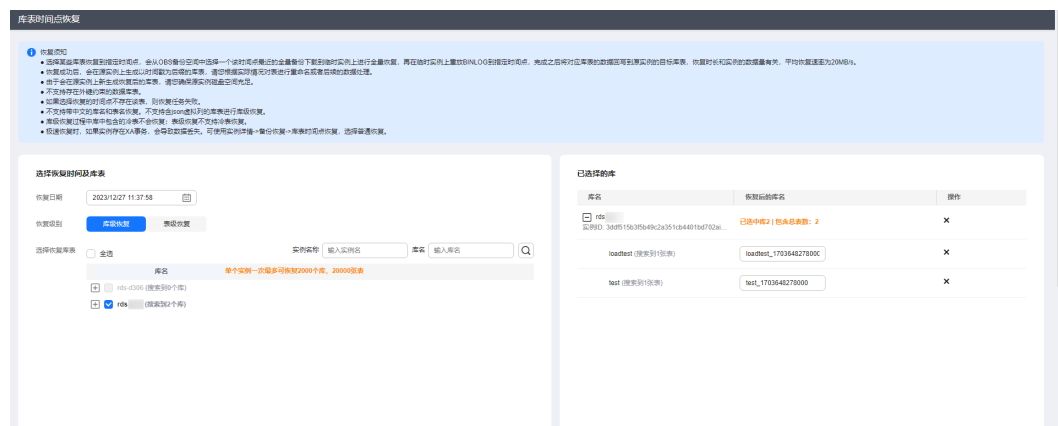 库表时间点恢复
恢复须知
● 选择某些库表恢复到指定时间点，会从OBS备份空间中选择一个该时间点最近的全量备份下载到临时实例上进行全量恢复，再在临时实例上重放BINLOG到指定时间点，完成之后将对应库表的数据回写到原实例的目标库表，恢复时长和实例的数据量有关，平均恢复速率为20MB/s。
● 恢复成功后，会在源实例上生成以时间戳为后缀的库表，请您根据实际情况对表进行重命名或者后续的数据处理。
● 由于会在源实例上新生成恢复后的库表，请您确保源实例磁盘空间充足。
● 不支持存在外键约束的数据库表。
● 如果选择恢复的时间点不存在该表，则恢复任务失败。
● 不支持带中文的库名和表名恢复。不支持含json虚拟列的库表进行库级恢复。
● 库级恢复过程中库中包含的冷表不会恢复；表级恢复不支持冷表恢复。
● 极速恢复时，如果实例存在XA事务，会导致数据丢失。可使用实例详情->备份恢复->库表时间点恢复，选择普通恢复。
选择恢复时间及库表
恢复日期 2023/12/27 11:37:58
恢复级别 库级恢复 表级恢复
选择恢复库表 全选 实例名称 输入实例名 库名 输入库名
库名 单个实例一次最多可恢复2000个库，20000张表
rds-d306 (搜索到0个库)
rds (搜索到2个库)
已选择的库
库名 恢复后的库名 操作
rds 已选中库2 | 包含总表数：2
实例ID: 3ddf515b3f5b49c2a351cb4401bd702ai...
loadtest (搜索到1张表) loadtest_1703648278000
test (搜索到1张表) test_1703648278000